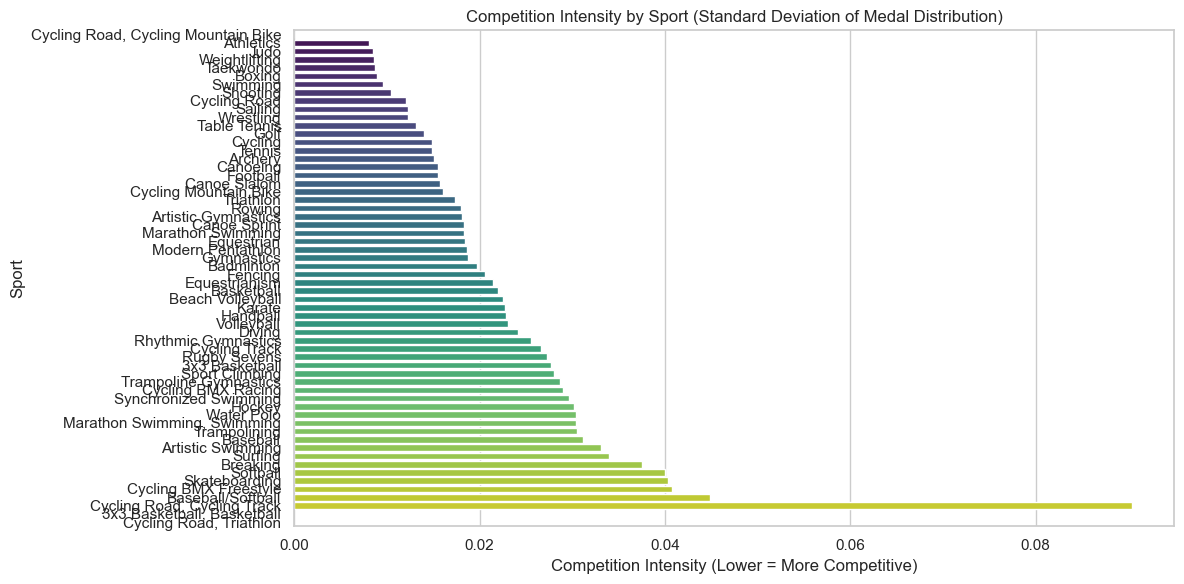 Competition Intensity by Sport (Standard Deviation of Medal Distribution)
Cycling Road, Cycling Mountain Bike
Athletics
Judo
Weightlifting
Taekwondo
Boxing
Swimming
Shooting
Cycling Road
Sailing
Wrestling
Table Tennis
Golf
Cycling
Tennis
Archery
Canoeing
Football
Canoe Slalom
Cycling Mountain Bike
Triathlon
Rowing
Artistic Gymnastics
Canoe Sprint
Marathon Swimming
Equestrian
Modern Pentathlon
Gymnastics
Badminton
Fencing
Equestrianism
Basketball
Beach Volleyball
Karate
Handball
Volleyball
Diving
Rhythmic Gymnastics
Cycling Track
Rugby Sevens
3x3 Basketball
Sport Climbing
Trampoline Gymnastics
Cycling BMX Racing
Synchronized Swimming
Hockey
Water Polo
Marathon Swimming, Swimming
Trampolining
Baseball
Artistic Swimming
Surfing
Breaking
Softball
Skateboarding
Cycling BMX Freestyle
Baseball/Softball
Cycling Road, Cycling Track
3x3 Basketball, Basketball
Cycling Road, Triathlon
Sport
0.00 0.02 0.04 0.06 0.08
Competition Intensity (Lower = More Competitive)